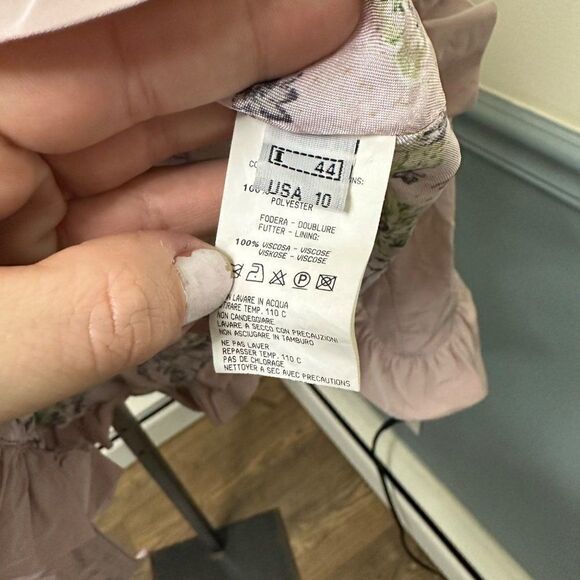 I 44
USA 10
100%
POLYESTER
FODERA - DOUBLURE
FUTTER - LINING:
100% VISCOSA - VISCOSE
VISKOSE - VISCOSE
P
LAVARE IN ACQUA
TEMP. 110 C
NON CANDEGGIARE
LAVARE A SECCO CON PRECAUZIONI
NON ASCIUGARE IN TAMBURO
NE PAS LAVER
REPASSER TEMP. 110 C
PAS DE CHLORAGE
NETTOYER A SEC AVEC PRECAUTIONS